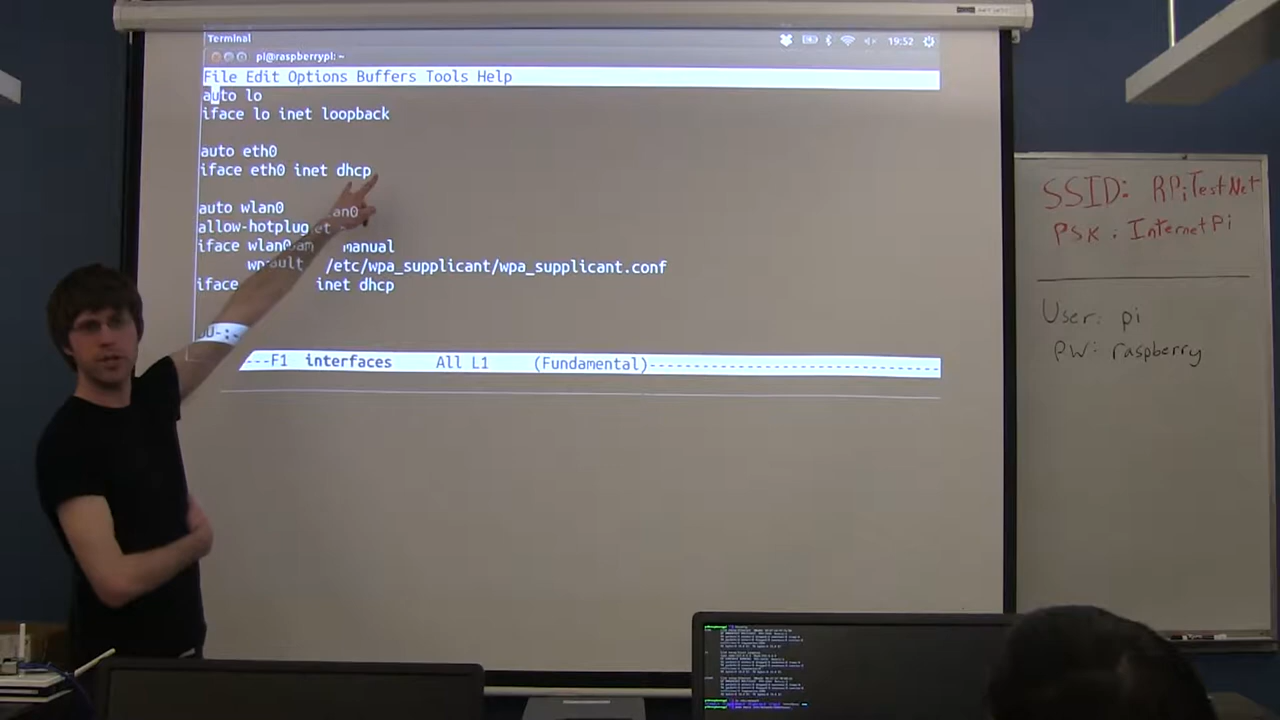 Terminal
19:52
pi@raspberrypi: ~
File Edit Options Buffers Tools Help
auto lo
iface lo inet loopback
auto eth0
iface eth0 inet dhcp
auto wlan0
allow-hotplug
iface wlan0 manual
/etc/wpa_supplicant/wpa_supplicant.conf
iface inet dhcp
---F1 interfaces All L1 (Fundamental)---
SSID: RPiTestNet
PSK: InternetPi
User: pi
PW: raspberry